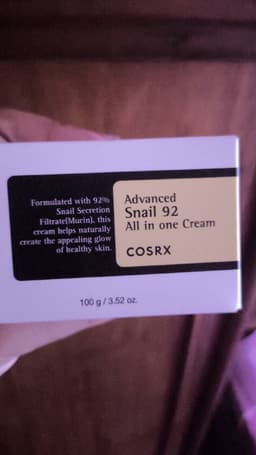 Formulated with 92%
Snail Secretion
Filtrate(Mucin), this
cream helps naturally
create the appealing glow
of healthy skin.
Advanced
Snail 92
All in one Cream
COSRX
100 g / 3.52 oz.